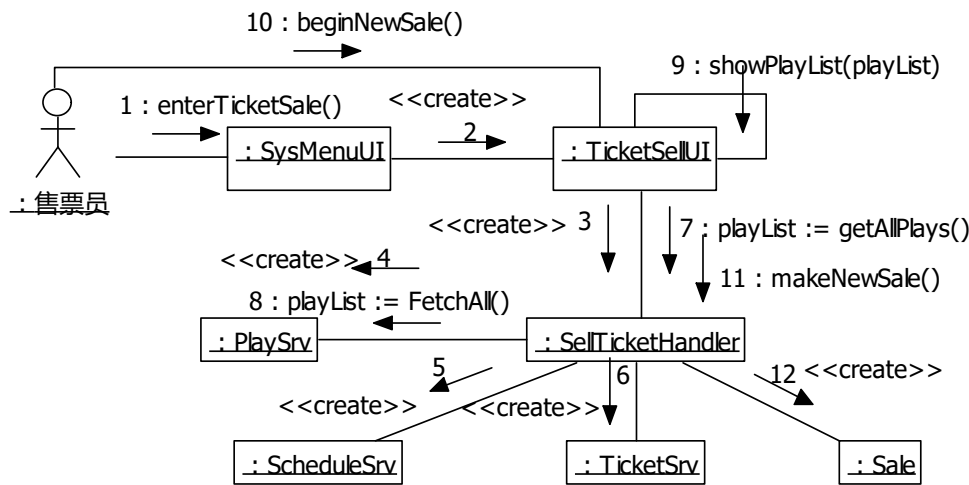 10 : beginNewSale()
9 : showPlayList(playList)
1 : enterTicketSale()
<<create>>
2
: SysMenuUI
: TicketSellUI
: 售票员
<<create>>
3
7 : playList := getAllPlays()
<<create>>
4
11 : makeNewSale()
8 : playList := FetchAll()
: PlaySrv
: SellTicketHandler
5
6
12
<<create>>
<<create>>
<<create>>
: ScheduleSrv
: TicketSrv
: Sale